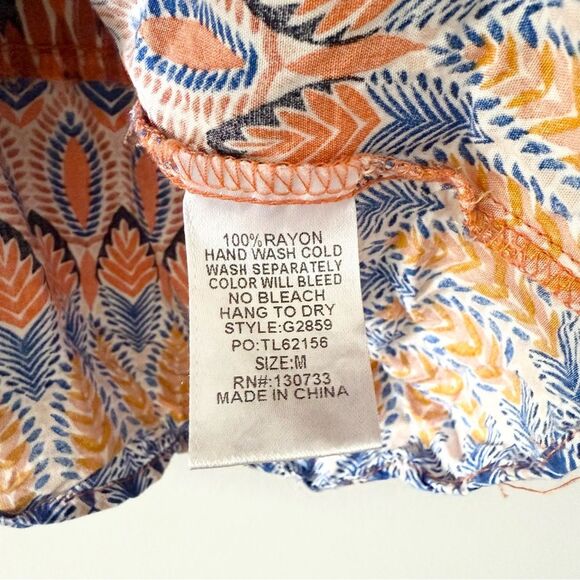 100%RAYON
HAND WASH COLD
WASH SEPARATELY
COLOR WILL BLEED
NO BLEACH
HANG TO DRY
STYLE:G2859
PO:TL62156
SIZE:M
RN#:130733
MADE IN CHINA